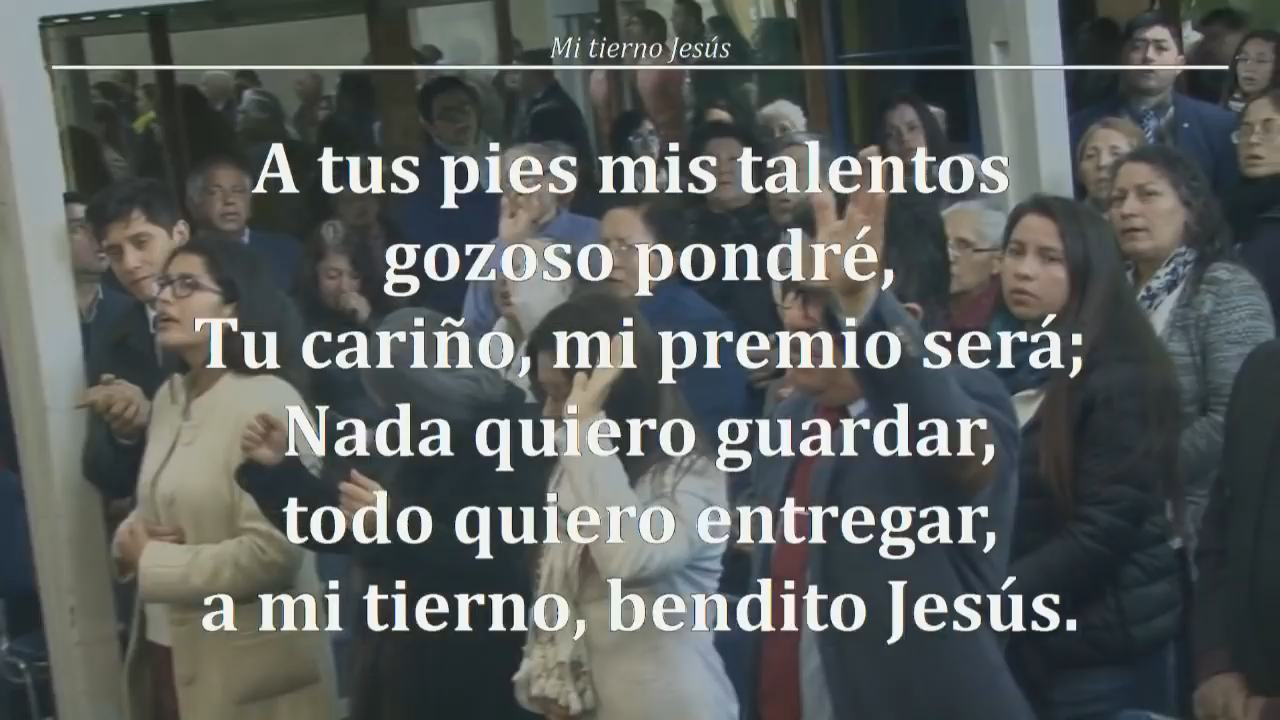 Mi tierno Jesús
A tus pies mis talentos
gozoso pondré,
Tu cariño, mi premio será;
Nada quiero guardar,
todo quiero entregar,
a mi tierno, bendito Jesús.